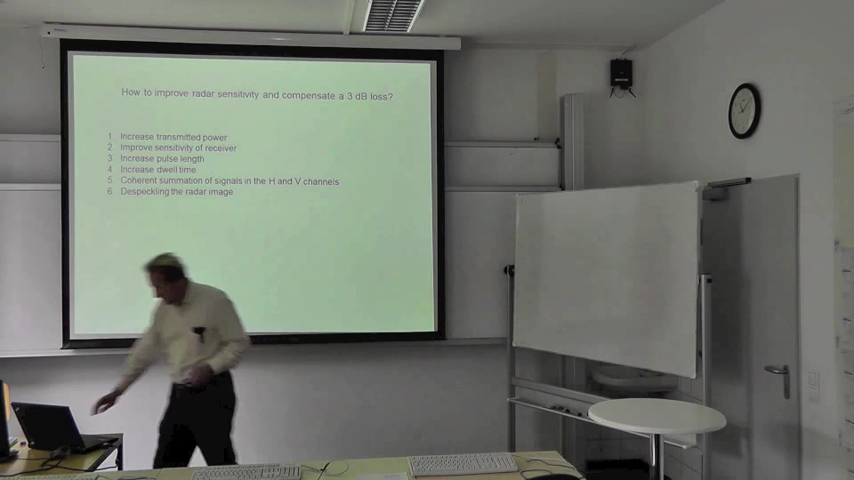 How to improve radar sensitivity and compensate a 3 dB loss?
1. Increase transmitted power
2. Improve sensitivity of receiver
3. Increase pulse length
4. Increase dwell time
5. Coherent summation of signals in the H and V channels
6 Despeckling the radar image